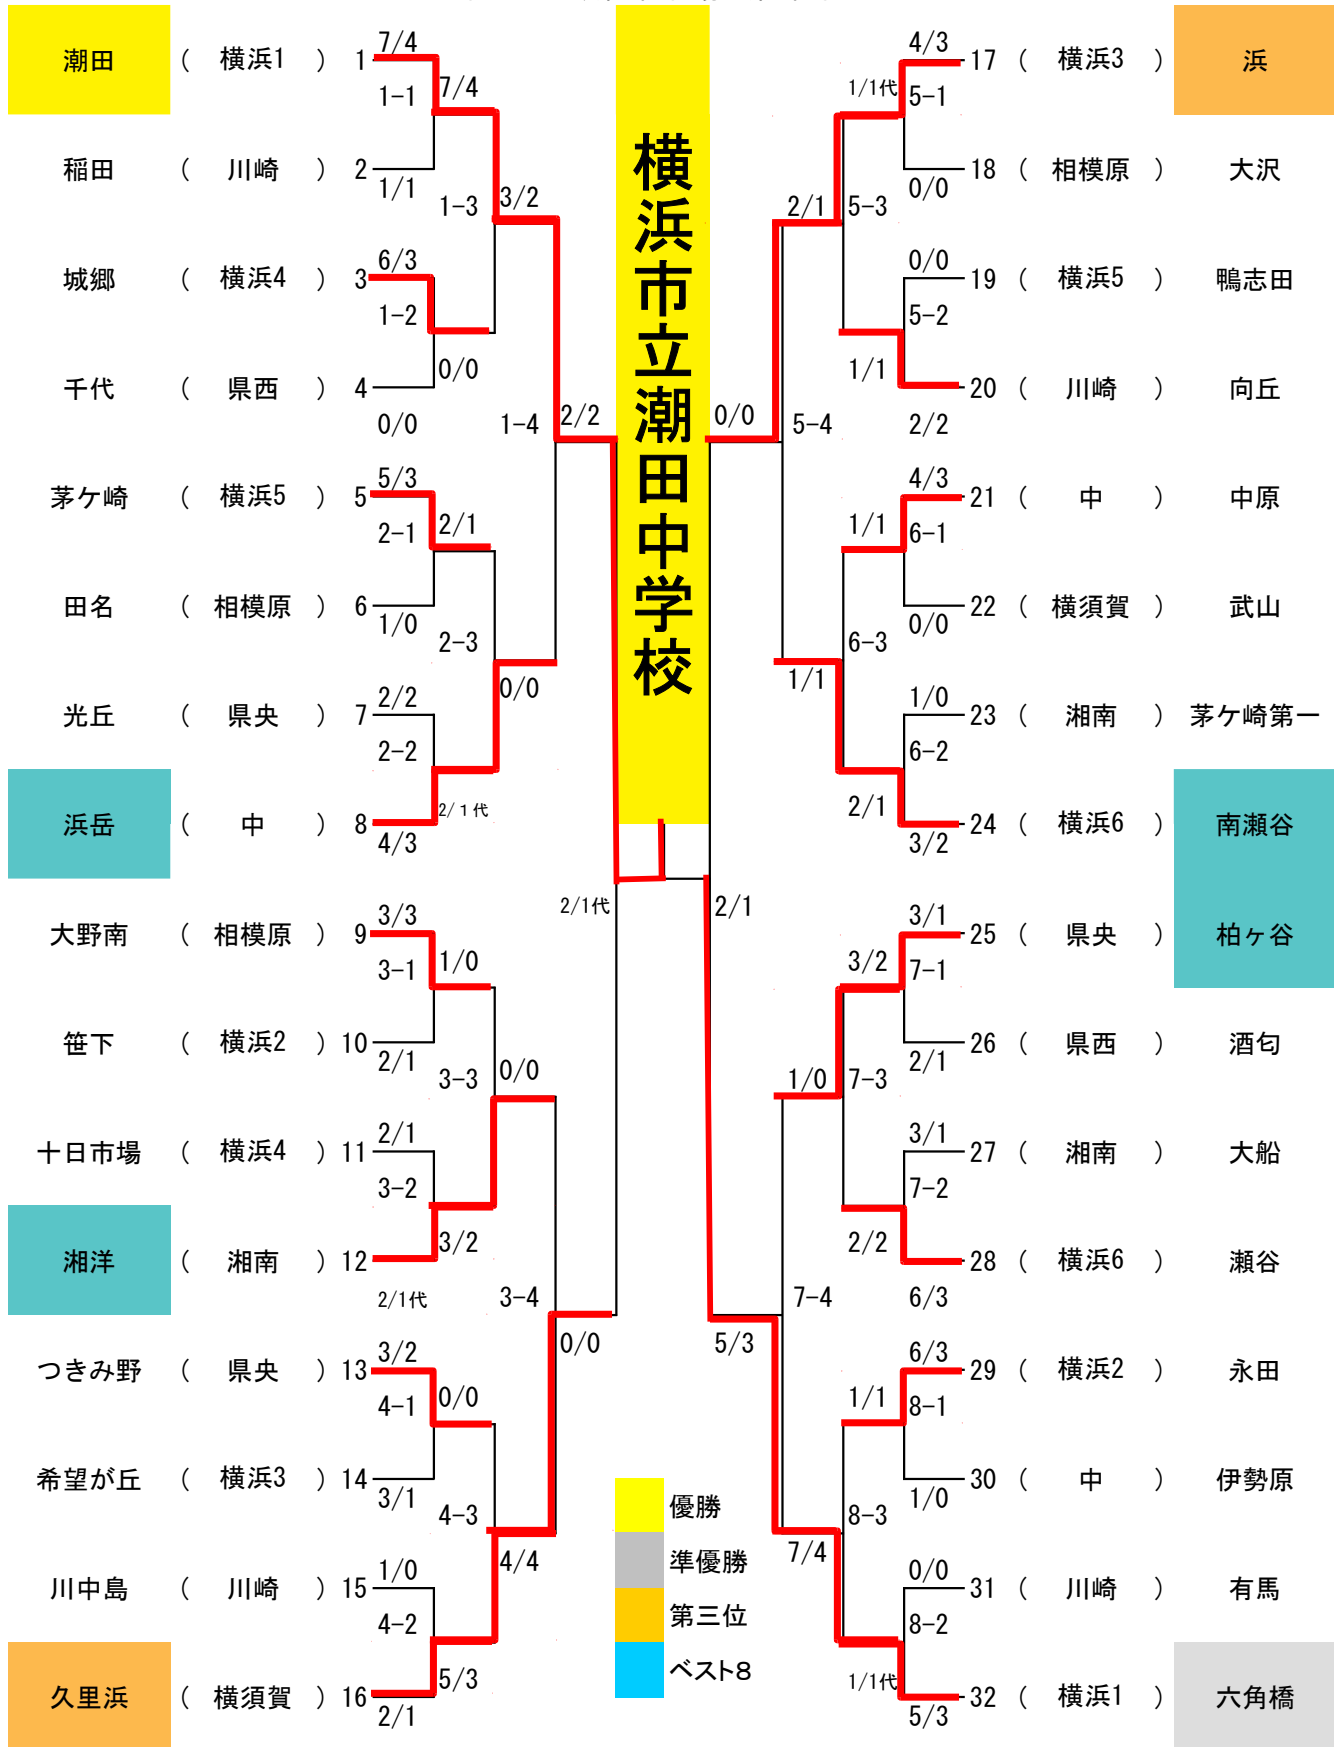 潮田 ( 横浜1 ) 1 7/4
1-1 7/4
稲田 ( 川崎 ) 2 1/1
1-3 3/2
城郷 ( 横浜4 ) 3 6/3
1-2
千代 ( 県西 ) 4 0/0
0/0
1-4 2/2
茅ケ崎 ( 横浜5 ) 5 5/3
2-1 2/1
田名 ( 相模原 ) 6 1/0
2-3
0/0
光丘 ( 県央 ) 7 2/2
2-2
浜岳 ( 中 ) 8 2/1代
4/3
2/1代
大野南 ( 相模原 ) 9 3/3
3-1 1/0
笹下 ( 横浜2 ) 10 2/1
3-3 0/0
十日市場 ( 横浜4 ) 11 2/1
3-2
湘洋 ( 湘南 ) 12 3/2
2/1代
3-4 0/0
つきみ野 ( 県央 ) 13 3/2
4-1 0/0
希望が丘 ( 横浜3 ) 14 3/1
4-3
4/4
川中島 ( 川崎 ) 15 1/0
4-2
久里浜 ( 横須賀 ) 16 5/3
2/1
横浜市立潮田中学校
優勝
準優勝
第三位
ベスト8
4/3 17 ( 横浜3 ) 浜
1/1代 5-1
18 ( 相模原 ) 大沢
0/0
2/1 5-3
0/0 19 ( 横浜5 ) 鴨志田
5-2
1/1 20 ( 川崎 ) 向丘
2/2
0/0 5-4
4/3 21 ( 中 ) 中原
1/1 6-1
22 ( 横須賀 ) 武山
0/0
6-3
1/1
1/0 23 ( 湘南 ) 茅ケ崎第一
6-2
2/1 24 ( 横浜6 ) 南瀬谷
3/2
2/1
3/1 25 ( 県央 ) 柏ヶ谷
3/2 7-1
26 ( 県西 ) 酒匂
2/1
1/0 7-3
3/1 27 ( 湘南 ) 大船
7-2
2/2 28 ( 横浜6 ) 瀬谷
6/3
7-4
5/3
6/3 29 ( 横浜2 ) 永田
1/1 8-1
30 ( 中 ) 伊勢原
1/0
8-3
7/4
0/0 31 ( 川崎 ) 有馬
8-2
1/1代 32 ( 横浜1 ) 六角橋
5/3